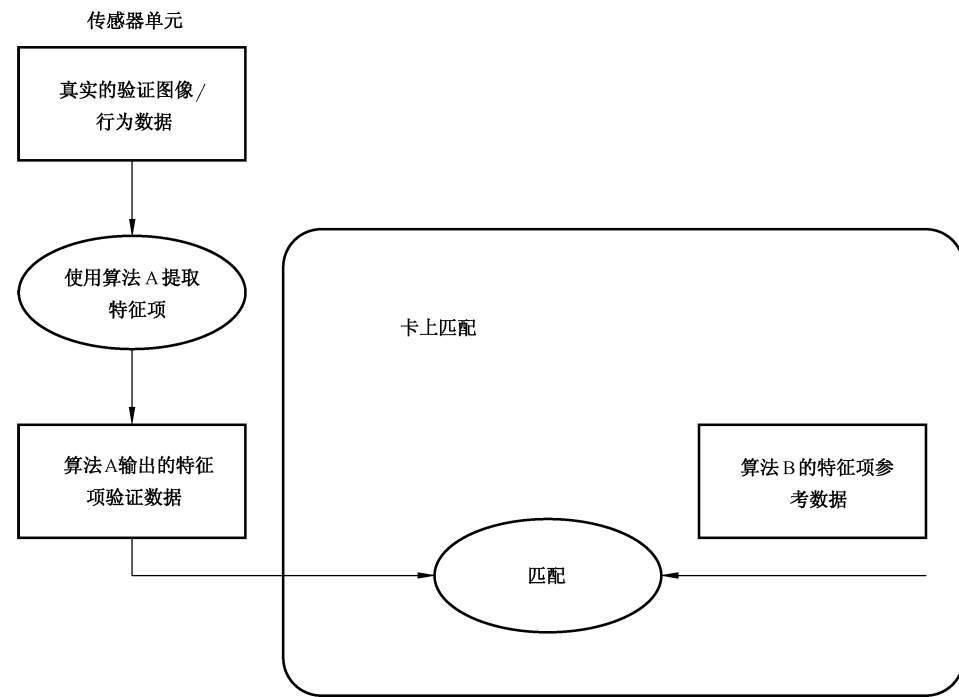 传感器单元
真实的验证图像/
行为数据
使用算法A提取
特征项
卡上匹配
算法A输出的特征
项验证数据
算法B的特征项参
考数据
匹配